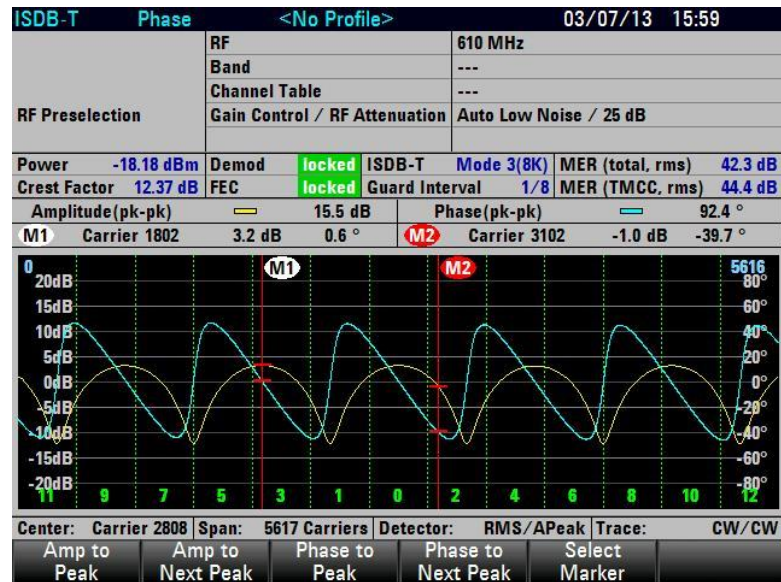 ISDB-T Phase <No Profile> 03/07/13 15:59
RF 610 MHz
Band ---
Channel Table ---
RF Preselection Gain Control / RF Attenuation Auto Low Noise / 25 dB
Power -18.18 dBm Demod locked ISDB-T Mode 3(8K) MER (total, rms) 42.3 dB
Crest Factor 12.37 dB FEC locked Guard Interval 1/8 MER (TMCC, rms) 44.4 dB
Amplitude(pk-pk) 15.5 dB Phase(pk-pk) 92.4 °
M1 Carrier 1802 3.2 dB 0.6 ° M2 Carrier 3102 -1.0 dB -39.7 °
0 M1 M2 5616
20dB 80°
15dB 60°
10dB 40°
5dB 20°
0dB 0°
-5dB -20°
-10dB -40°
-15dB -60°
-20dB -80°
11 9 7 5 3 1 0 2 4 6 8 10 12
Center: Carrier 2808 Span: 5617 Carriers Detector: RMS/APeak Trace: CW/CW
Amp to Peak Amp to Next Peak Phase to Peak Phase to Next Peak Select Marker